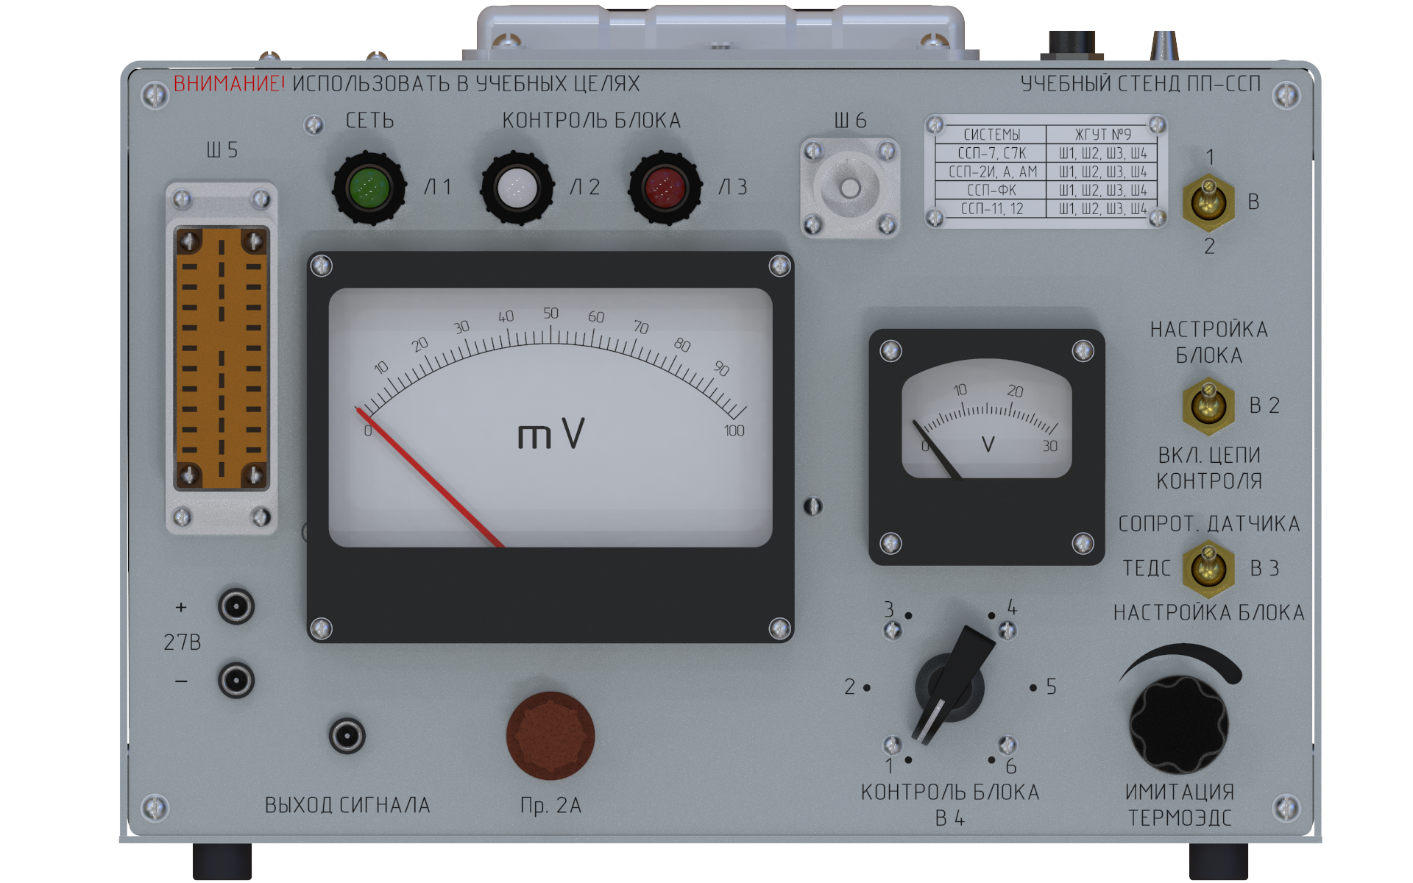 ВНИМАНИЕ! ИСПОЛЬЗОВАТЬ В УЧЕБНЫХ ЦЕЛЯХ
УЧЕБНЫЙ СТЕНД ПП-ССП
Ш 5
СЕТЬ
КОНТРОЛЬ БЛОКА
Л 1
Л 2
Л 3
Ш 6
СИСТЕМЫ ЖГУТ №9
ССП-7, С7К Ш1, Ш2, Ш3, Ш4
ССП-2И, А, АМ Ш1, Ш2, Ш3, Ш4
ССП-ФК Ш1, Ш2, Ш3, Ш4
ССП-11, 12 Ш1, Ш2, Ш3, Ш4
1
В
2
0 10 20 30 40 50 60 70 80 90 100
mV
0 10 20 30
V
НАСТРОЙКА
БЛОКА
В 2
ВКЛ. ЦЕПИ
КОНТРОЛЯ
СОПРОТ. ДАТЧИКА
ТЕДС
В 3
НАСТРОЙКА БЛОКА
+
27В
−
ВЫХОД СИГНАЛА
Пр. 2А
3 4
2 5
1 6
КОНТРОЛЬ БЛОКА
В 4
ИМИТАЦИЯ
ТЕРМОЭДС